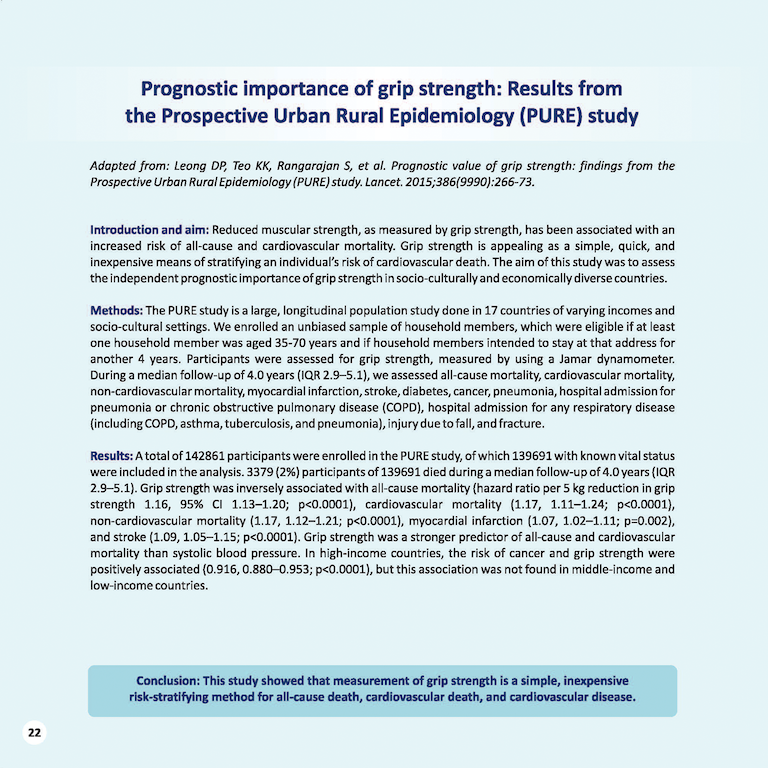 Prognostic importance of grip strength: Results from
the Prospective Urban Rural Epidemiology (PURE) study
Adapted from: Leong DP, Teo KK, Rangarajan S, et al. Prognostic value of grip strength: findings from the
Prospective Urban Rural Epidemiology (PURE) study. Lancet. 2015;386(9990):266-73.
Introduction and aim: Reduced muscular strength, as measured by grip strength, has been associated with an
increased risk of all-cause and cardiovascular mortality. Grip strength is appealing as a simple, quick, and
inexpensive means of stratifying an individual's risk of cardiovascular death. The aim of this study was to assess
the independent prognostic importance of grip strength in socio-culturally and economically diverse countries.
Methods: The PURE study is a large, longitudinal population study done in 17 countries of varying incomes and
socio-cultural settings. We enrolled an unbiased sample of household members, which were eligible if at least
one household member was aged 35-70 years and if household members intended to stay at that address for
another 4 years. Participants were assessed for grip strength, measured by using a Jamar dynamometer.
During a median follow-up of 4.0 years (IQR 2.9–5.1), we assessed all-cause mortality, cardiovascular mortality,
non-cardiovascular mortality, myocardial infarction, stroke, diabetes, cancer, pneumonia, hospital admission for
pneumonia or chronic obstructive pulmonary disease (COPD), hospital admission for any respiratory disease
(including COPD, asthma, tuberculosis, and pneumonia), injury due to fall, and fracture.
Results: A total of 142861 participants were enrolled in the PURE study, of which 139691 with known vital status
were included in the analysis. 3379 (2%) participants of 139691 died during a median follow-up of 4.0 years (IQR
2.9–5.1). Grip strength was inversely associated with all-cause mortality (hazard ratio per 5 kg reduction in grip
strength 1.16, 95% CI 1.13–1.20; p<0.0001), cardiovascular mortality (1.17, 1.11–1.24; p<0.0001),
non-cardiovascular mortality (1.17, 1.12–1.21; p<0.0001), myocardial infarction (1.07, 1.02–1.11; p=0.002),
and stroke (1.09, 1.05–1.15; p<0.0001). Grip strength was a stronger predictor of all-cause and cardiovascular
mortality than systolic blood pressure. In high-income countries, the risk of cancer and grip strength were
positively associated (0.916, 0.880–0.953; p<0.0001), but this association was not found in middle-income and
low-income countries.
Conclusion: This study showed that measurement of grip strength is a simple, inexpensive
risk-stratifying method for all-cause death, cardiovascular death, and cardiovascular disease.
22